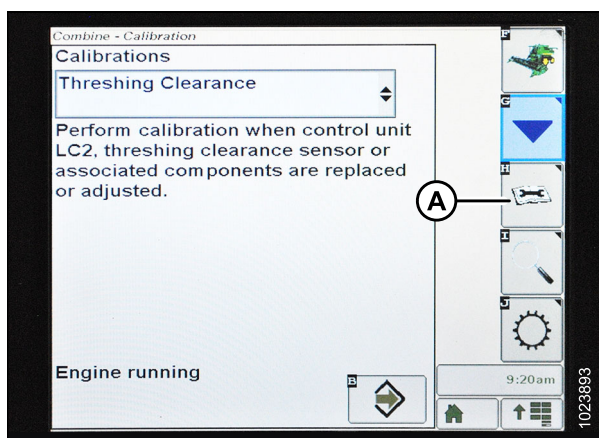 Combine - Calibration
Calibrations
Threshing Clearance
Perform calibration when control unit
LC2, threshing clearance sensor or
associated components are replaced
or adjusted.
Engine running
B
F
G
H
I
J
A
9:20am
1023893